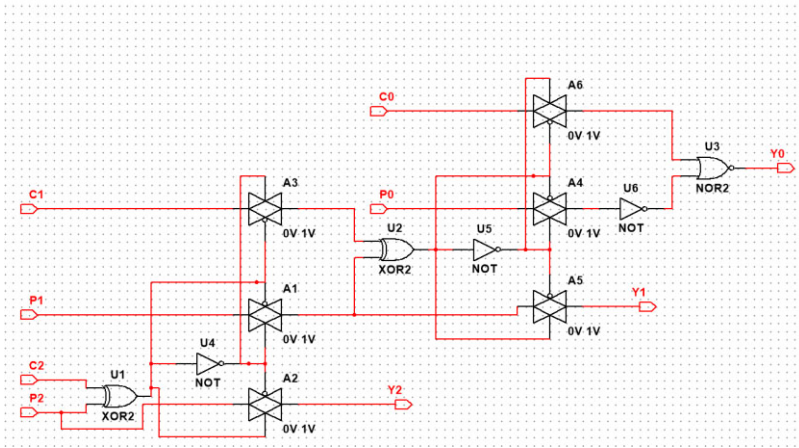 C0
A6
0V 1V
U3
Y0
NOR2
C1
A3
0V 1V
P0
A4
0V 1V
U6
NOT
U2
XOR2
U5
NOT
P1
A1
0V 1V
A5
0V 1V
Y1
U4
NOT
C2
P2
U1
XOR2
A2
0V 1V
Y2